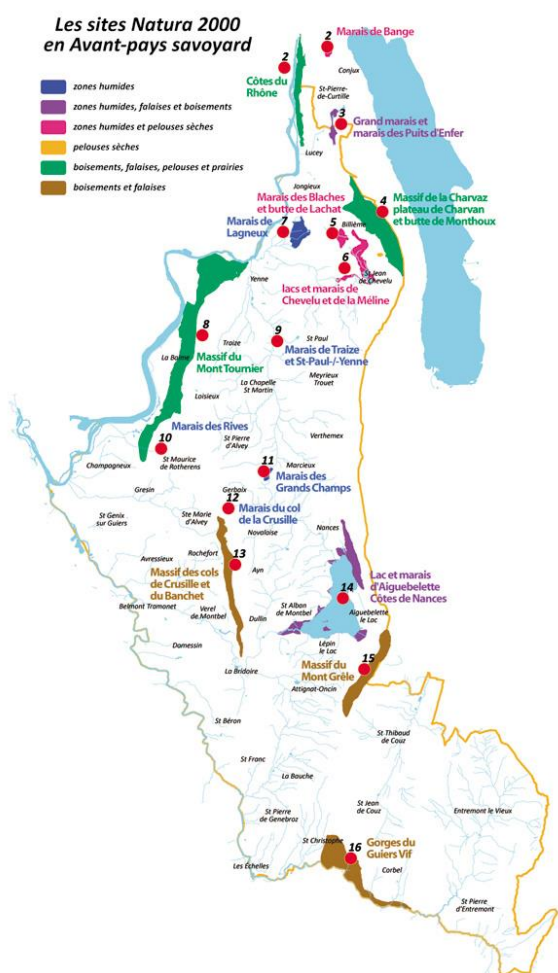 Les sites Natura 2000
en Avant-pays savoyard
zones humides
zones humides, falaises et boisements
zones humides et pelouses sèches
pelouses sèches
boisements, falaises, pelouses et prairies
boisements et falaises
2
Marais de Bange
2
Côtes du
Rhône
Conjux
St-Pierre-
de-Curtille
3
Grand marais et
marais des Puits d'Enfer
Lucey
Jongieux
Marais des Blaches
et butte de Lachat
Massif de la Charvaz
plateau de Charvan
et butte de Monthoux
4
Marais de
Lagneux
7
5
Billième
6
St Jean
de Chevelu
lacs et marais de
Chevelu et de la Méline
Yenne
8
Massif du
Mont Tournier
La Balme
Traize
9
St Paul
Marais de Traize
et St-Paul-/-Yenne
Meyrieux
Trouet
La Chapelle
St Martin
Loisieux
Marais des Rives
10
St Pierre
d'Alvey
Verthemex
St Maurice
de Rotherens
Champagneux
11
Marcieux
Marais des
Grands Champs
Gresin
Gerbaix
12
Marais du col
de la Crusille
St Genix
sur Guiers
Ste Marie
d'Alvey
Novalaise
Nances
Avressieux
Rochefort
13
Massif des cols
de Crusille et
du Banchet
Ayn
Lac et marais
d'Aiguebelette
Côtes de Nances
14
Belmont Tramonet
Verel
de Montbel
Dullin
St Alban
de Montbel
Aiguebelette
le Lac
Domessin
Lépin
le Lac
La Bridoire
Massif du
Mont Grêle
15
Attignat-Oncin
St Béron
St Thibaud
de Couz
St Franc
La Bauche
St Pierre
de Genebroz
St Jean
de Couz
Entremont le Vieux
St Christophe
16
Gorges du
Guiers Vif
Les Échelles
Corbel
St Pierre
d'Entremont